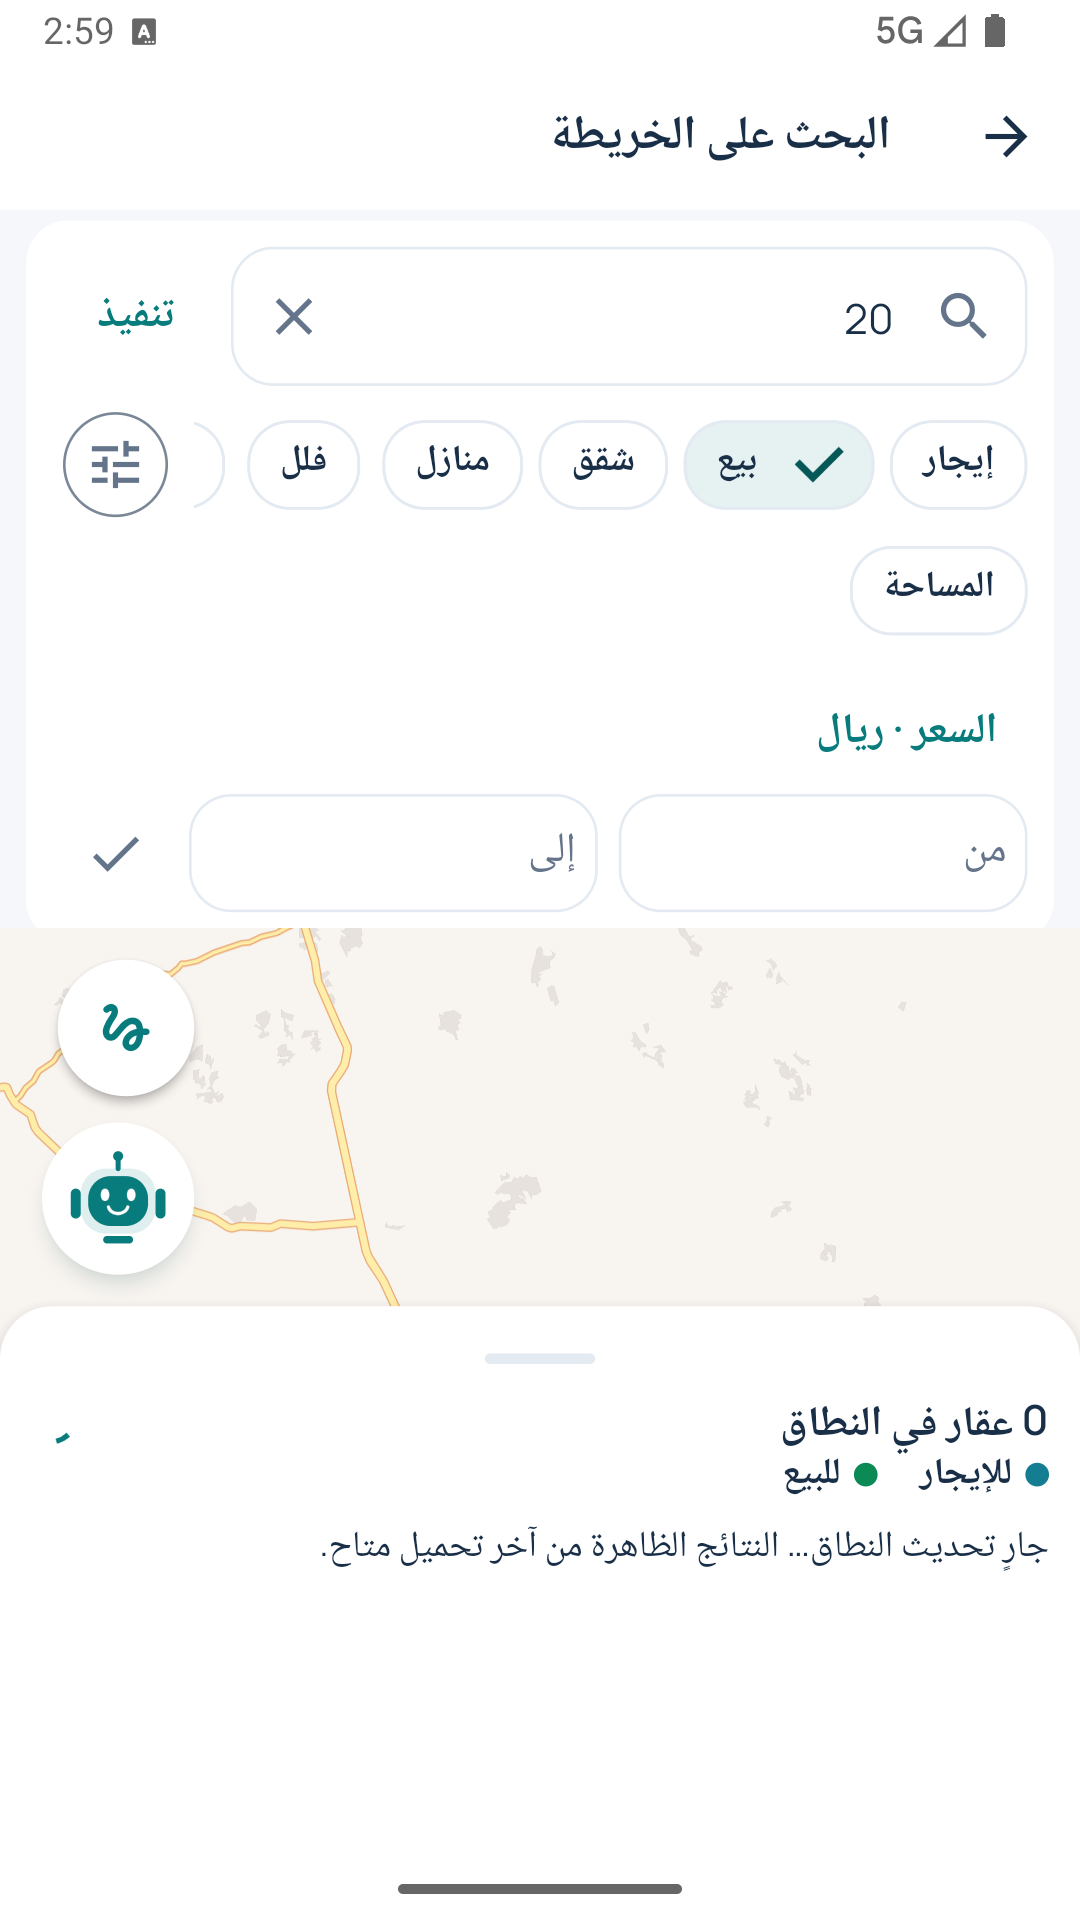 2:59 A 5G
البحث على الخريطة
20 تنفيذ
إيجار بيع شقق منازل فلل
المساحة
السعر · ريال
من إلى
0 عقار في النطاق
للإيجار للبيع
جارٍ تحديث النطاق... النتائج الظاهرة من آخر تحميل متاح.